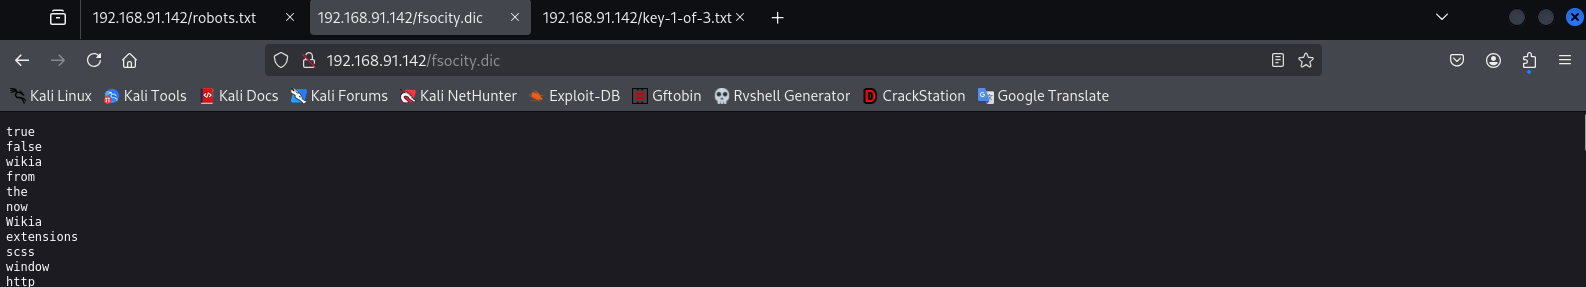 192.168.91.142/robots.txt 192.168.91.142/fsocity.dic 192.168.91.142/key-1-of-3.txt
192.168.91.142/fsocity.dic
Kali Linux Kali Tools Kali Docs Kali Forums Kali NetHunter Exploit-DB Gftobin Rvshell Generator CrackStation Google Translate
true
false
wikia
from
the
now
Wikia
extensions
scss
window
http